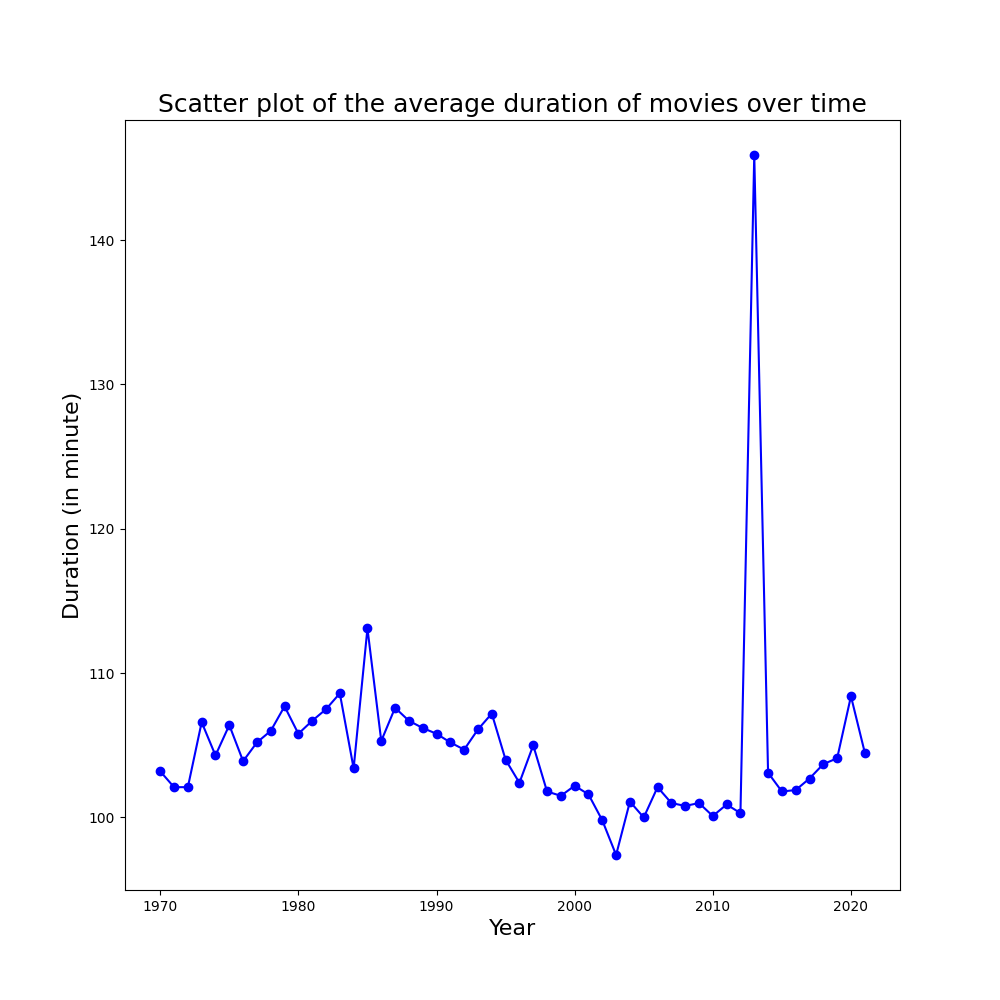 Scatter plot of the average duration of movies over time
140
130
120
110
100
Duration (in minute)
1970 1980 1990 2000 2010 2020
Year